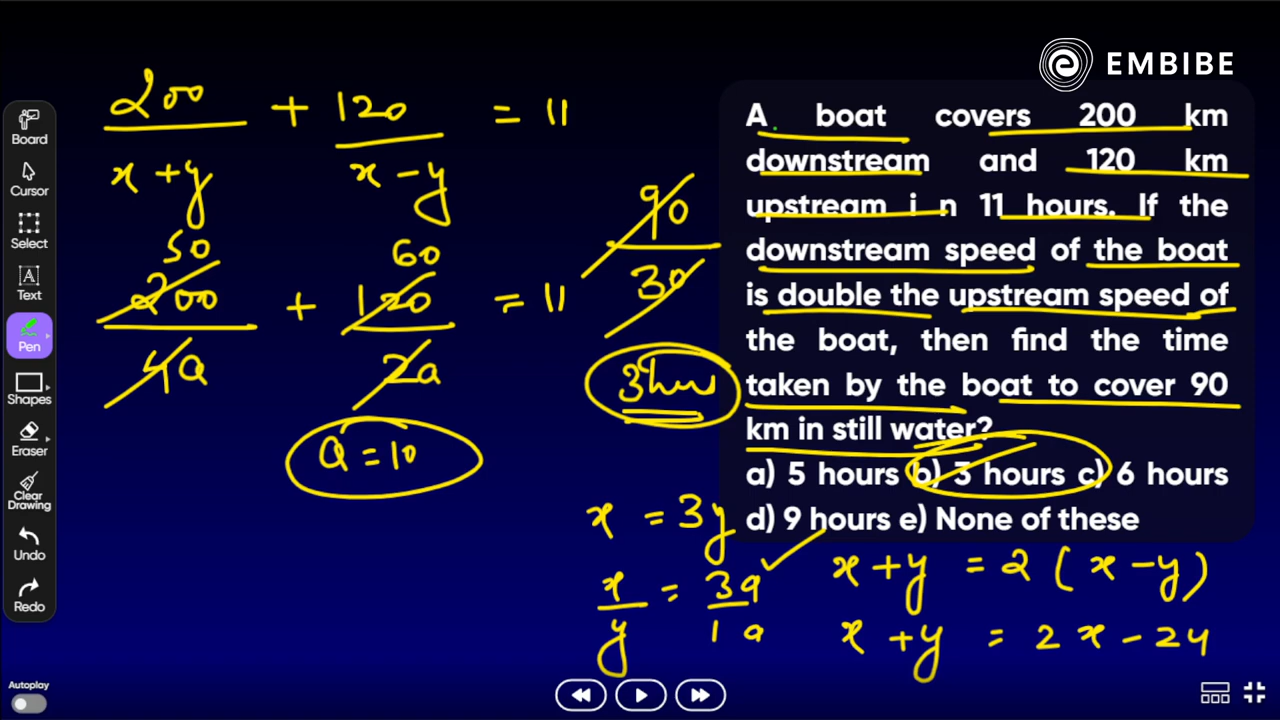 EMBIBE
Board
Cursor
Select
Text
Pen
Shapes
Eraser
Clear
Drawing
Undo
Redo
Autoplay
200 + 120 = 11
x + y x - y
50 60
200 + 120 = 11
4a 2a
a = 10
90
30
3 hrs
A boat covers 200 km
downstream and 120 km
upstream i n 11 hours. If the
downstream speed of the boat
is double the upstream speed of
the boat, then find the time
taken by the boat to cover 90
km in still water?
a) 5 hours b) 3 hours c) 6 hours
d) 9 hours e) None of these
x = 3y
x = 3a
y 1a
x + y = 2 ( x - y )
x + y = 2x - 2y